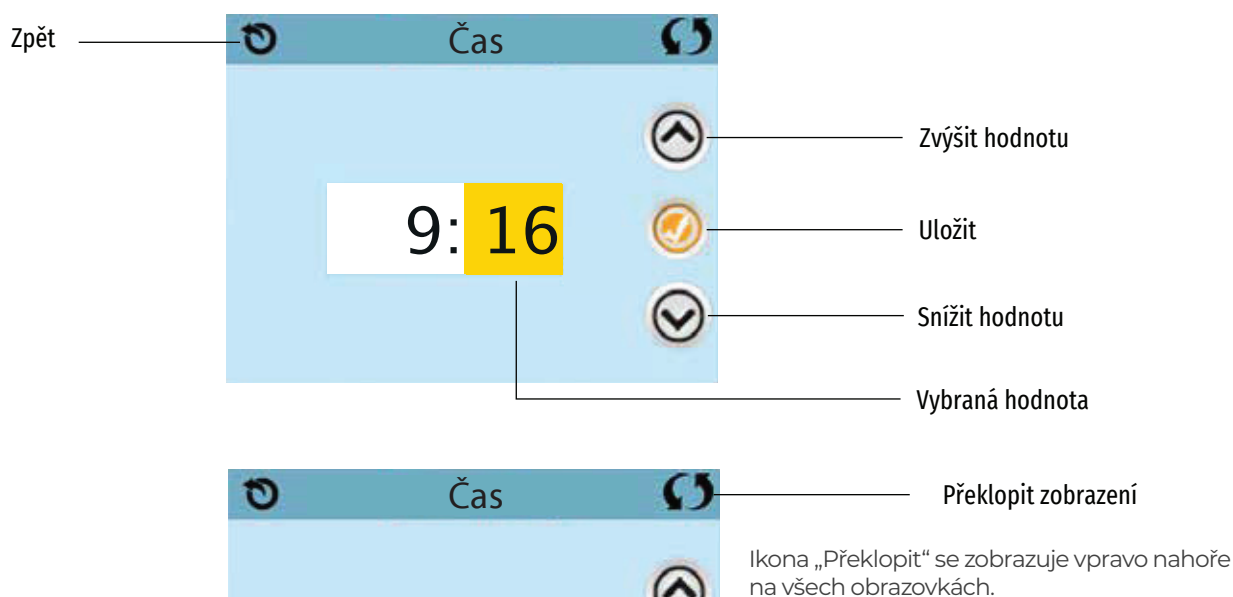 Zpět
Čas
Zvýšit hodnotu
9: 16
Uložit
Snížit hodnotu
Vybraná hodnota
Čas
Překlopit zobrazení
Ikona „Překlopit“ se zobrazuje vpravo nahoře
na všech obrazovkách.